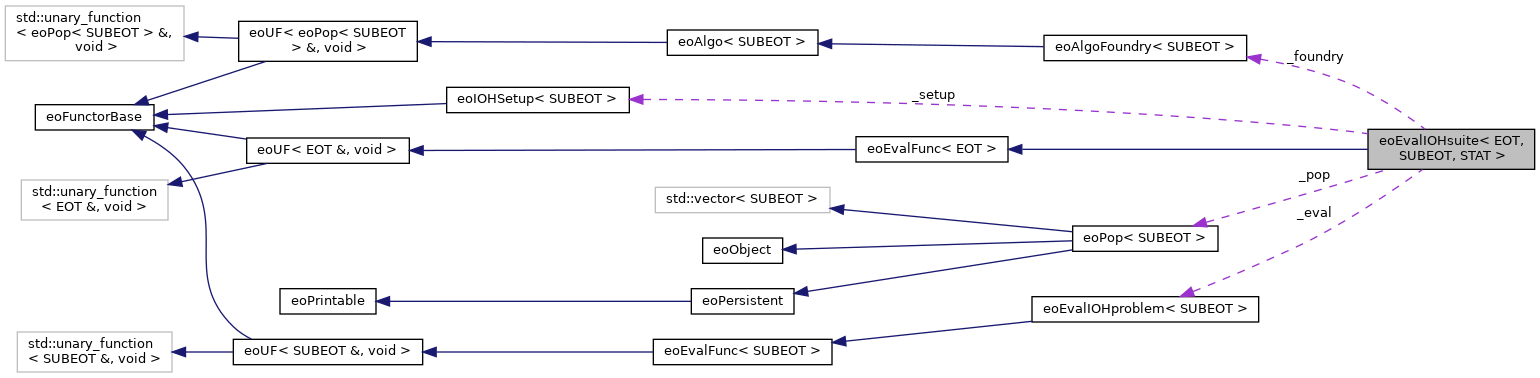 std::unary_function
< eoPop< SUBEOT > &,
void >
eoUF< eoPop< SUBEOT
> &, void >
eoAlgo< SUBEOT >
eoAlgoFoundry< SUBEOT >
_foundry
eoFunctorBase
eoIOHSetup< SUBEOT >
_setup
eoUF< EOT &, void >
eoEvalFunc< EOT >
eoEvalIOHsuite< EOT,
SUBEOT, STAT >
std::unary_function
< EOT &, void >
std::vector< SUBEOT >
_pop
_eval
eoObject
eoPop< SUBEOT >
eoPrintable
eoPersistent
eoEvalIOHproblem< SUBEOT >
std::unary_function
< SUBEOT &, void >
eoUF< SUBEOT &, void >
eoEvalFunc< SUBEOT >